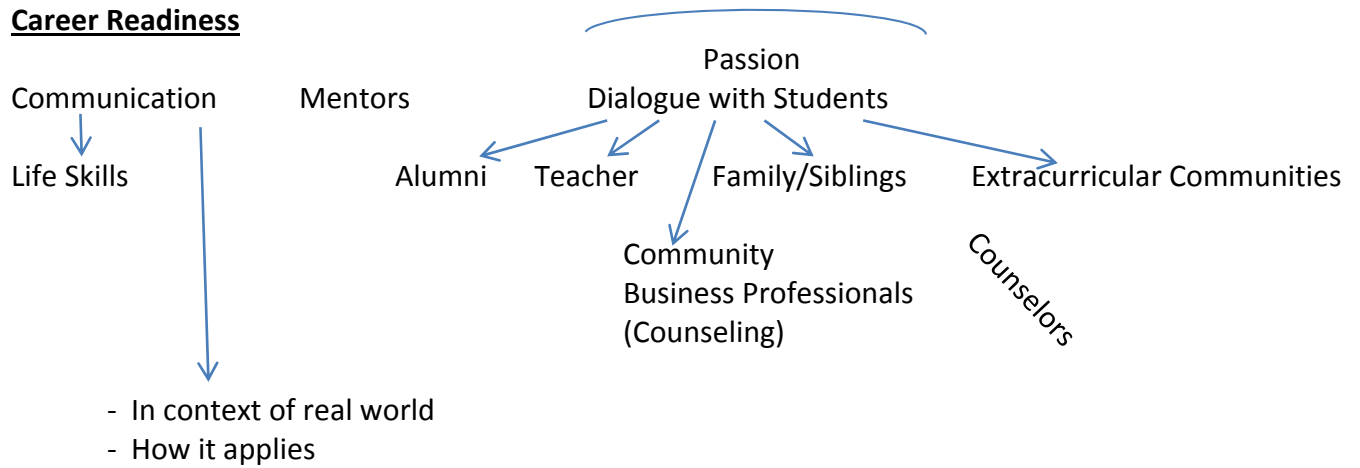 Career Readiness
Passion
Communication Mentors Dialogue with Students
Life Skills Alumni Teacher Family/Siblings Extracurricular Communities
Community
Business Professionals
(Counseling)
Counselors
- In context of real world
- How it applies